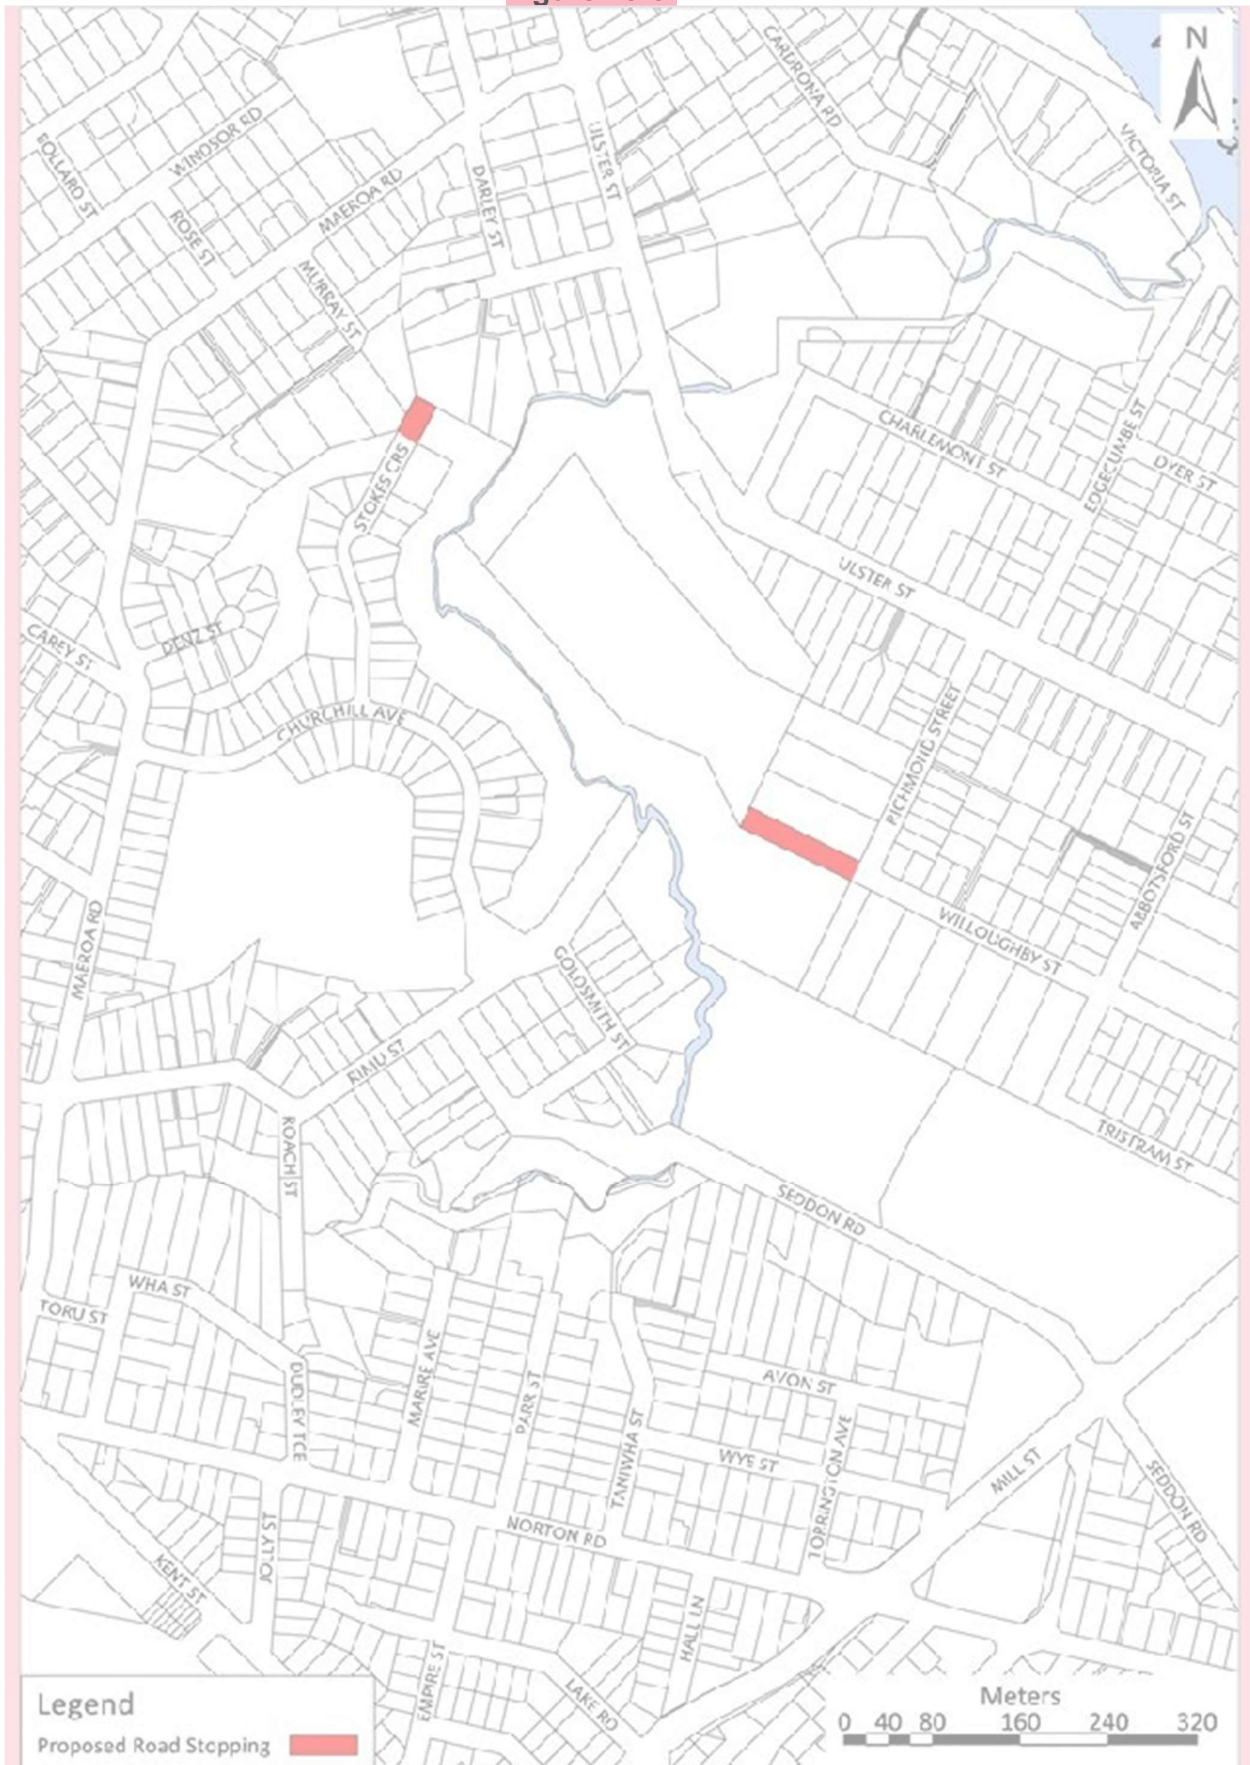 N
CARDRONA RD
VICTORIA ST
BOLLARD ST
WINDSOR RD
ULSTER ST
ROSE ST
MAEROA RD
DARLEY ST
MURRAY ST
CHARLEMONT ST
EDGECUMBE ST
DYER ST
STOKES CRS
ULSTER ST
CAREY ST
DENZ ST
CHURCHILL AVE
RICHMOND STREET
ABBOTSFORD ST
MAEROA RD
WILLOUGHBY ST
GOLDSMITH ST
RIMU ST
ROACH ST
TRISTRAM ST
SEDDON RD
WHA ST
TORU ST
DUDLEY TCE
MARIRE AVE
PARR ST
AVON ST
TANIWHA ST
WYE ST
TORRINGTON AVE
MILL ST
SEDDON RD
NORTON RD
JOLLY ST
KENT ST
HALL LN
EMPIRE ST
LAKE RD
Legend
Proposed Road Stopping
Meters
0 40 80 160 240 320